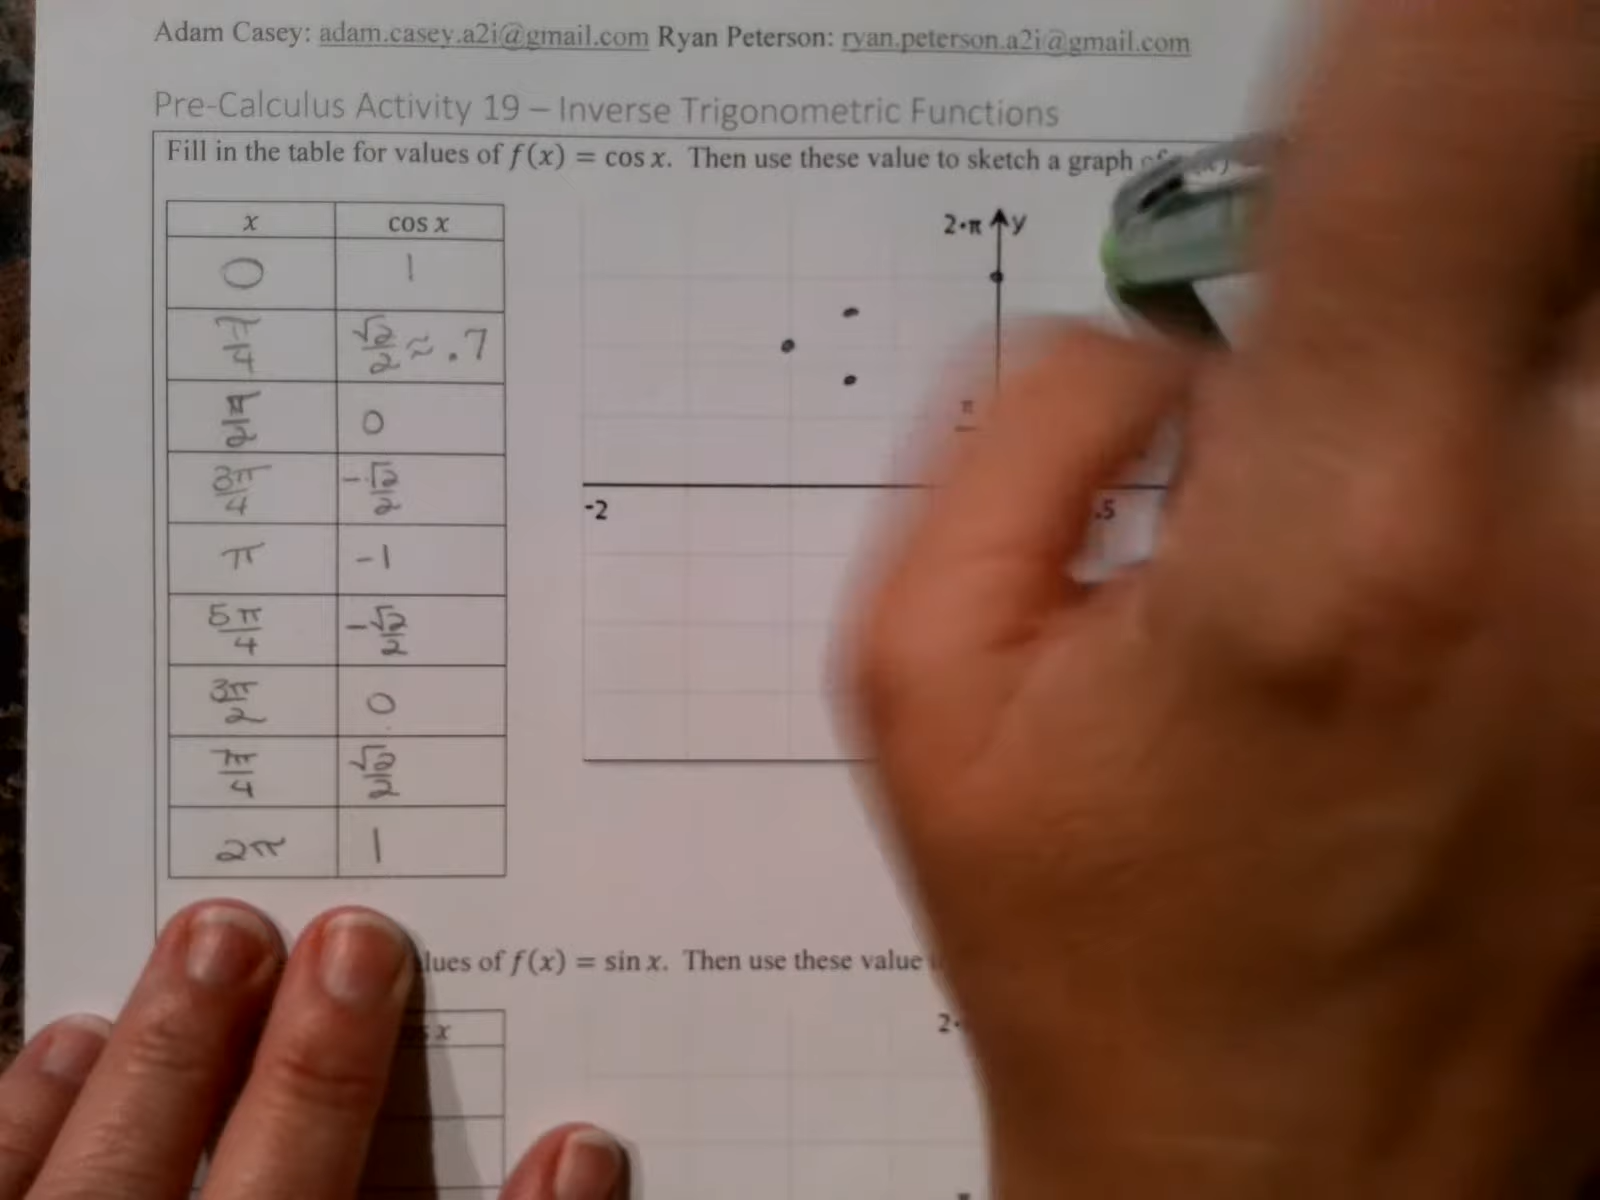 Adam Casey: adam.casey.a2i@gmail.com Ryan Peterson: ryan.peterson.a2i@gmail.com
Pre-Calculus Activity 19 – Inverse Trigonometric Functions
Fill in the table for values of f(x) = cos x. Then use these value to sketch a graph
x cos x
0 1
π/4 √2/2 ≈ .7
π/2 0
3π/4 -√2/2
π -1
5π/4 -√2/2
3π/2 0
7π/4 √2/2
2π 1
2·π y
π
-2 .5
lues of f(x) = sin x. Then use these value
x